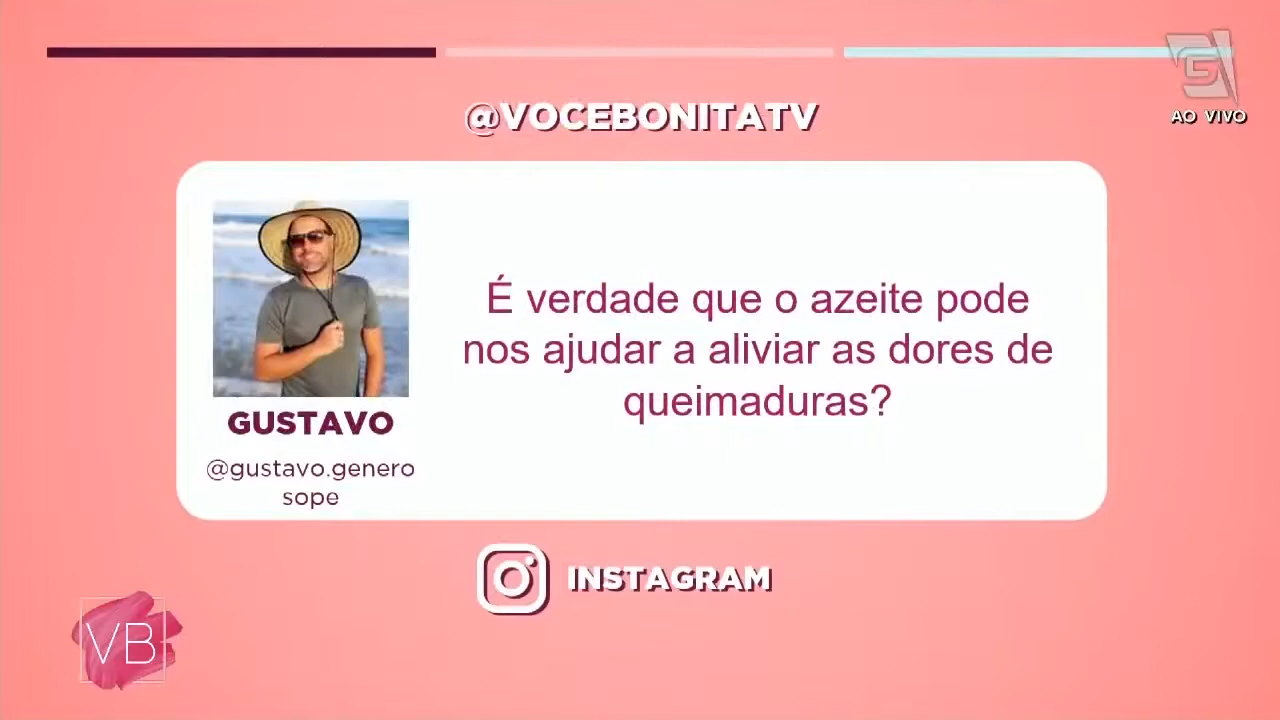 AO VIVO
@VOCEBONITATV
É verdade que o azeite pode
nos ajudar a aliviar as dores de
queimaduras?
GUSTAVO
@gustavo.genero
sope
INSTAGRAM
VB